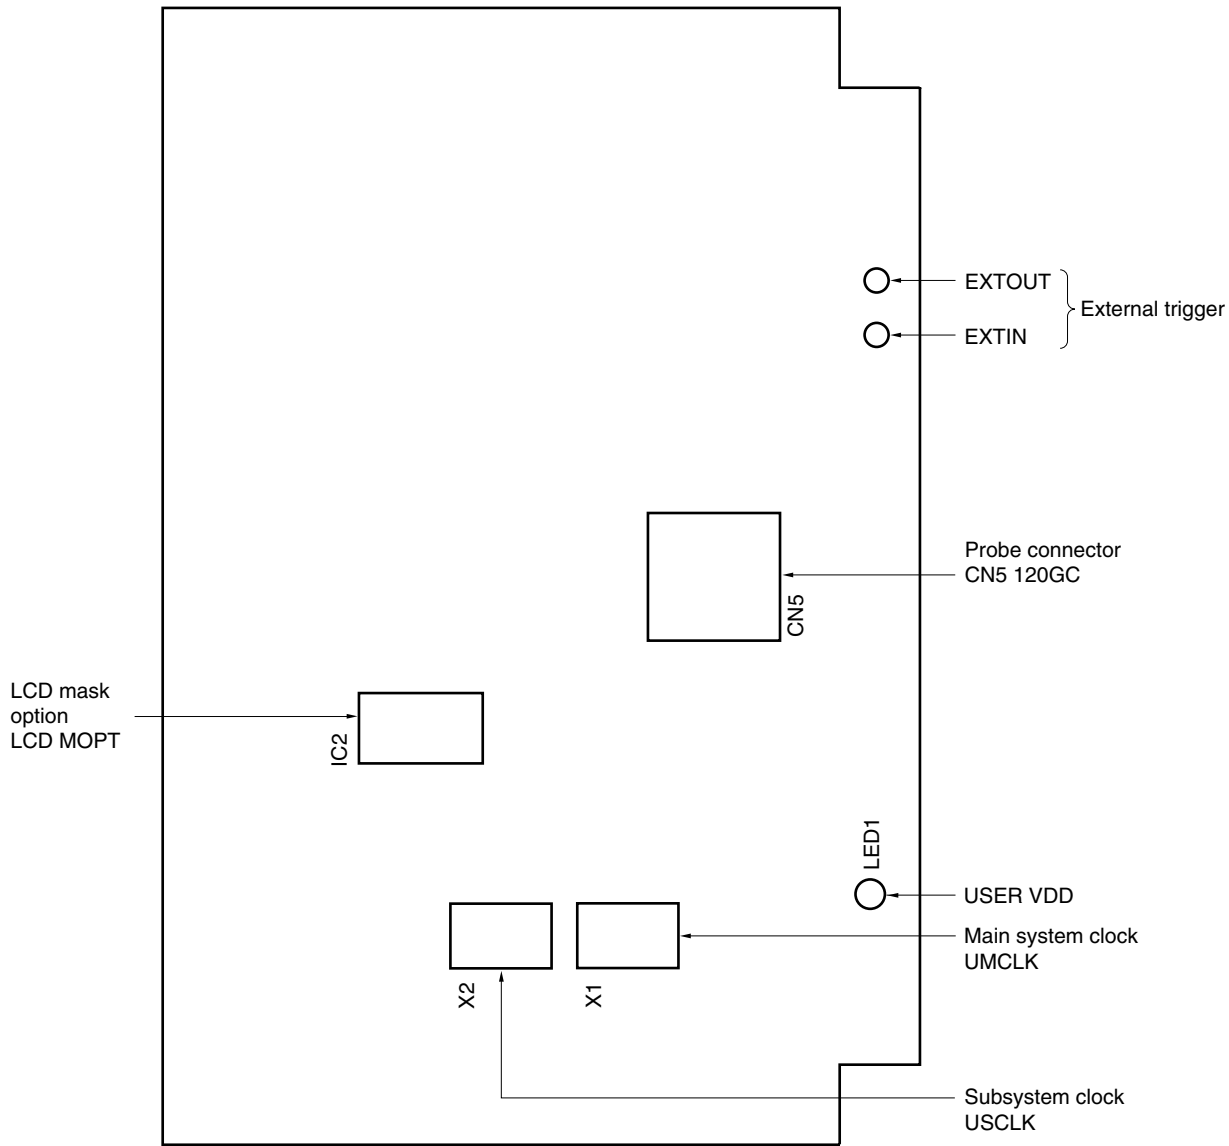 EXTOUT
External trigger
EXTIN
Probe connector
CN5 120GC
CN5
LCD mask
option
LCD MOPT
IC2
LED1
USER VDD
Main system clock
UMCLK
X2
X1
Subsystem clock
USCLK